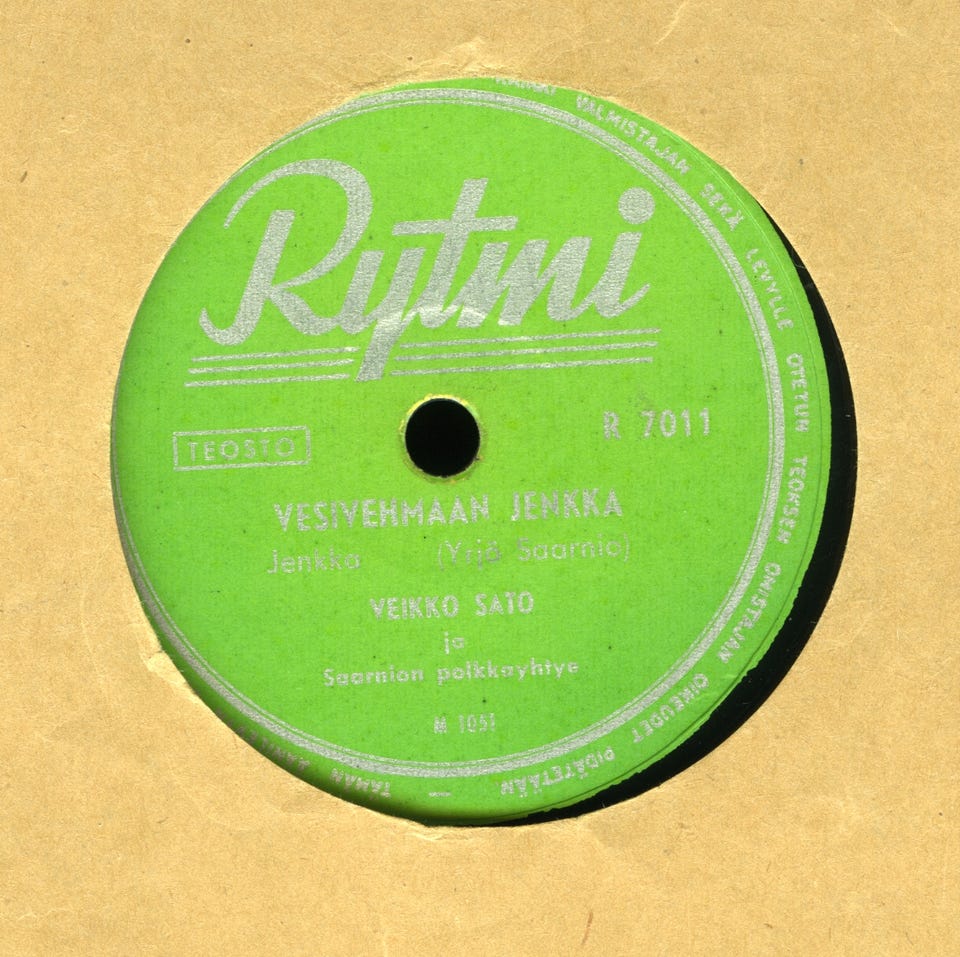 Rytmi
TEOSTO
R 7011
VESIVEHMAAN JENKKA
Jenkka (Yrjö Saarnio)
VEIKKO SATO
ja
Saarnion polkkayhtye
M 1051
VALMISTAJAN SEKÄ LEVYLLE OTETUN TEOKSEN OMISTAJAN OIKEUDET PIDÄTETÄÄN — TÄMÄN